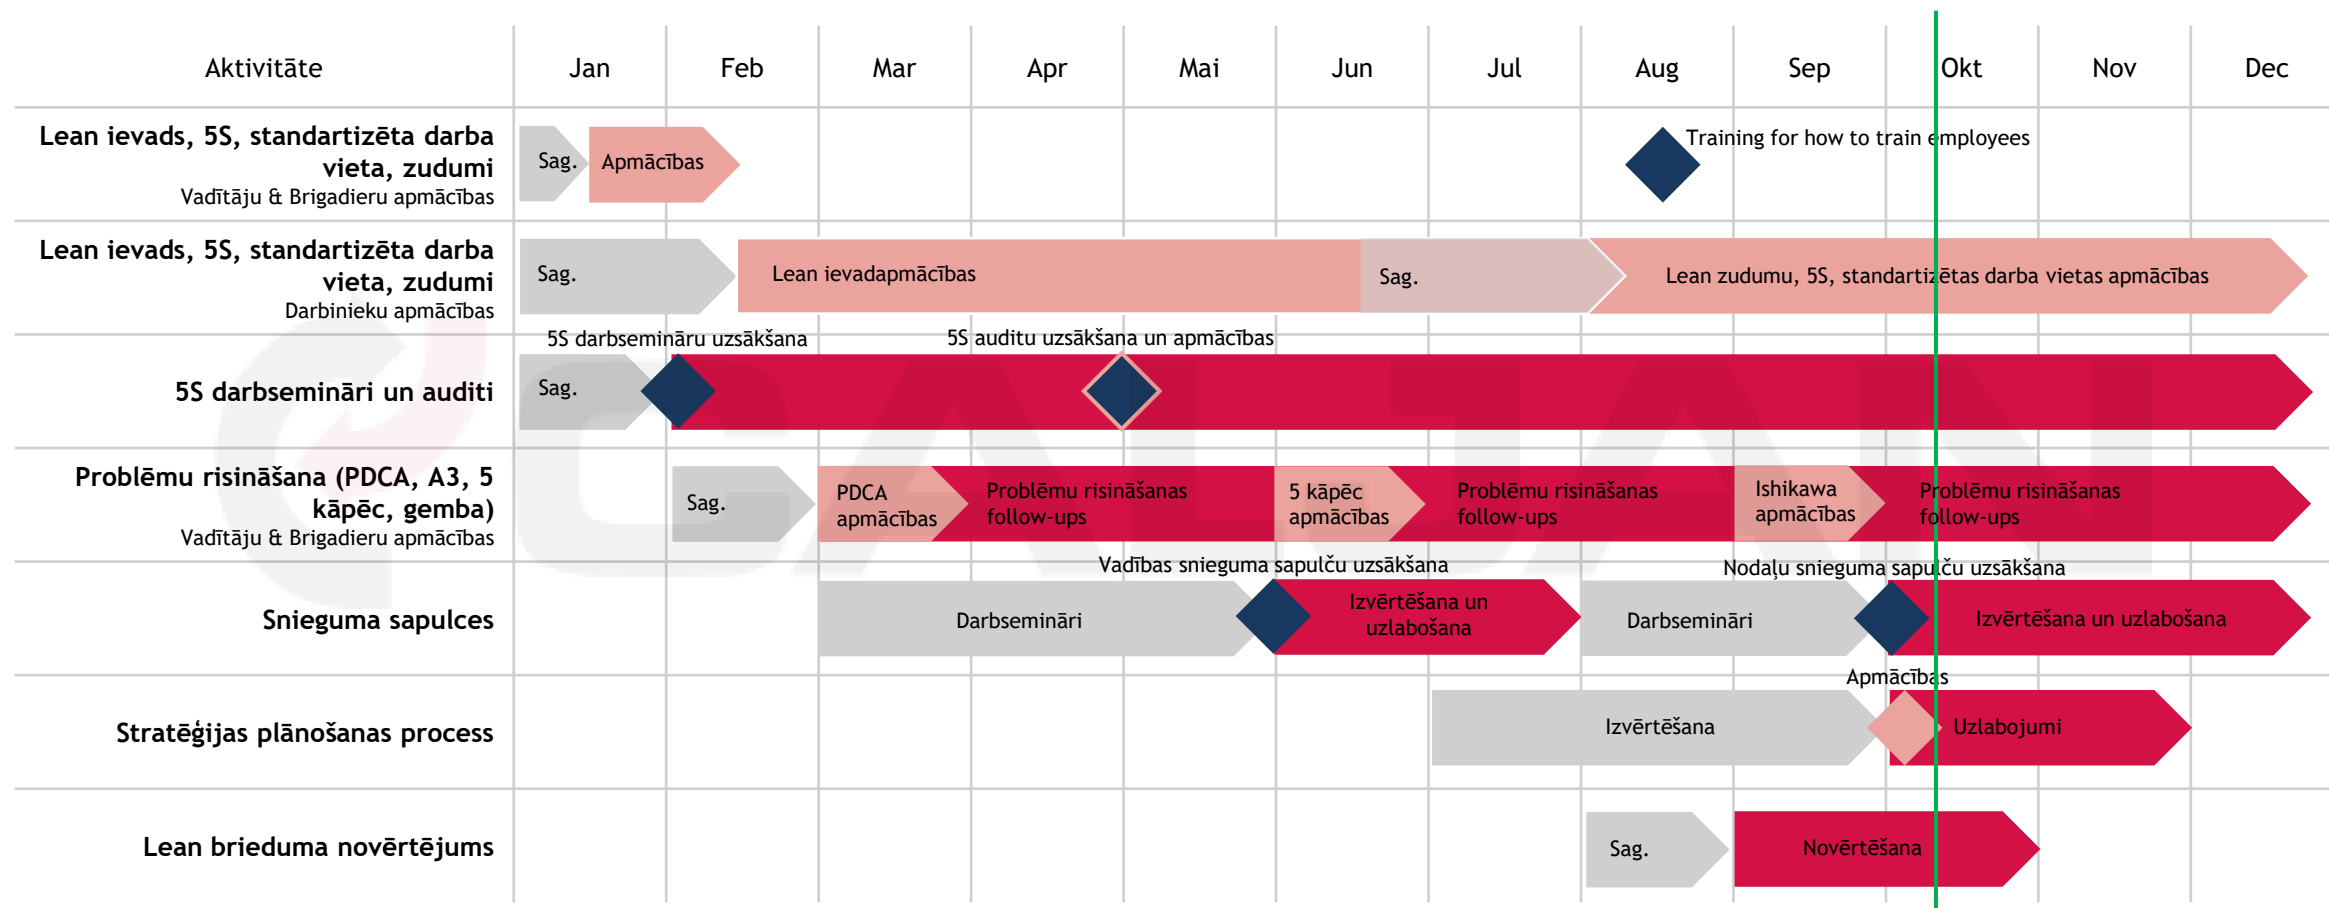 Aktivitāte Jan Feb Mar Apr Mai Jun Jul Aug Sep Okt Nov Dec
Lean ievads, 5S, standartizēta darba
vieta, zudumi
Vadītāju & Brigadieru apmācības
Sag.
Apmācības
Training for how to train employees
Lean ievads, 5S, standartizēta darba
vieta, zudumi
Darbinieku apmācības
Sag.
Lean ievadapmācības
Sag.
Lean zudumu, 5S, standartizētas darba vietas apmācības
5S darbsemināri un auditi
5S darbsemināru uzsākšana
5S auditu uzsākšana un apmācības
Sag.
Problēmu risināšana (PDCA, A3, 5
kāpēc, gemba)
Vadītāju & Brigadieru apmācības
Sag.
PDCA
apmācības
Problēmu risināšanas
follow-ups
5 kāpēc
apmācības
Problēmu risināšanas
follow-ups
Ishikawa
apmācības
Problēmu risināšanas
follow-ups
Snieguma sapulces
Vadības snieguma sapulču uzsākšana
Nodaļu snieguma sapulču uzsākšana
Darbsemināri
Izvērtēšana un
uzlabošana
Darbsemināri
Izvērtēšana un uzlabošana
Stratēģijas plānošanas process
Apmācības
Izvērtēšana
Uzlabojumi
Lean brieduma novērtējums
Sag.
Novērtēšana
CALJAN